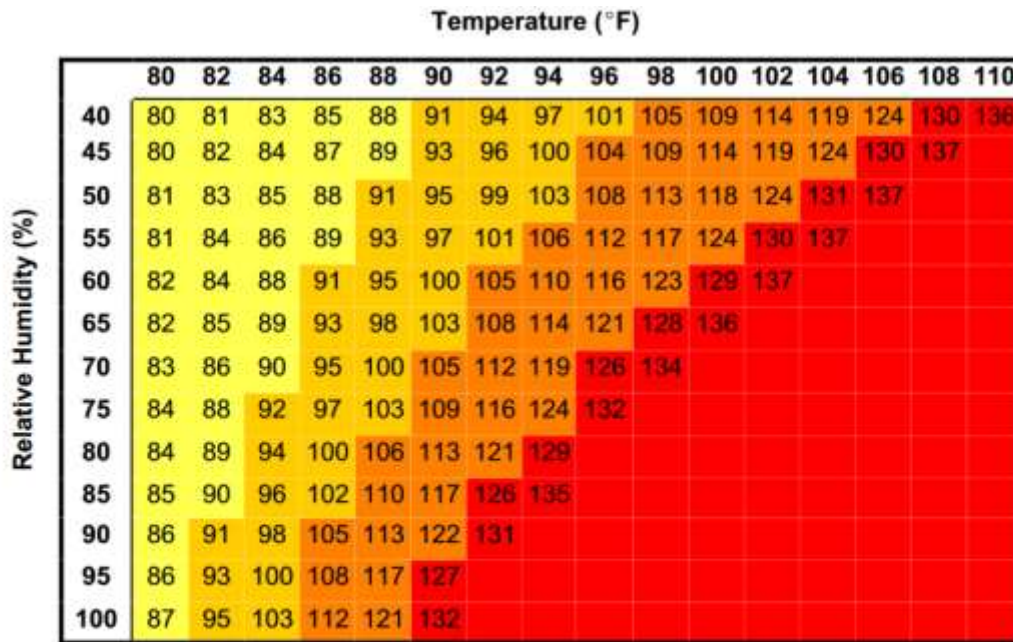 Temperature (°F)
80 82 84 86 88 90 92 94 96 98 100 102 104 106 108 110
40 80 81 83 85 88 91 94 97 101 105 109 114 119 124 130 136
45 80 82 84 87 89 93 96 100 104 109 114 119 124 130 137
50 81 83 85 88 91 95 99 103 108 113 118 124 131 137
55 81 84 86 89 93 97 101 106 112 117 124 130 137
60 82 84 88 91 95 100 105 110 116 123 129 137
65 82 85 89 93 98 103 108 114 121 128 136
70 83 86 90 95 100 105 112 119 126 134
75 84 88 92 97 103 109 116 124 132
80 84 89 94 100 106 113 121 129
85 85 90 96 102 110 117 126 135
90 86 91 98 105 113 122 131
95 86 93 100 108 117 127
100 87 95 103 112 121 132
Relative Humidity (%)